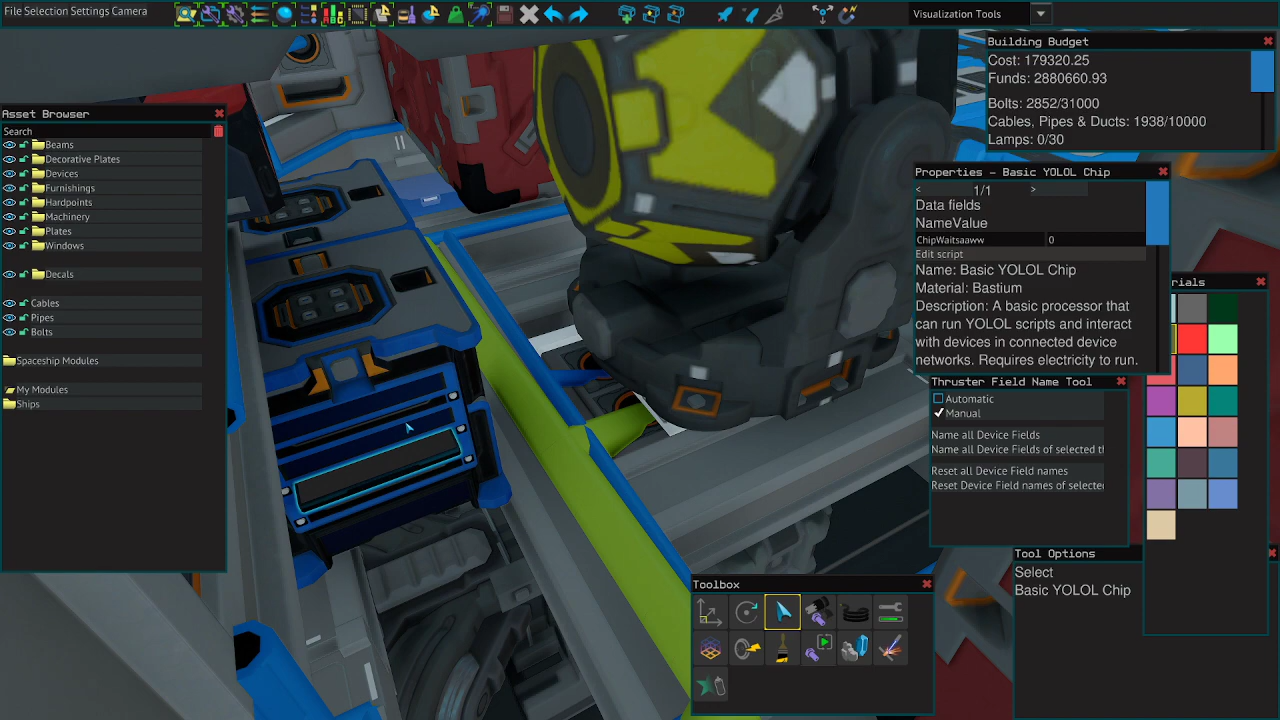 File Selection Settings Camera
Visualization Tools
Building Budget
Cost: 179320.25
Funds: 2880660.93
Bolts: 2852/31000
Cables, Pipes & Ducts: 1938/10000
Lamps: 0/30
Asset Browser
Search
Beams
Decorative Plates
Devices
Furnishings
Hardpoints
Machinery
Plates
Windows
Decals
Cables
Pipes
Bolts
Spaceship Modules
My Modules
Ships
Properties - Basic YOLOL Chip
< 1/1 >
Data fields
NameValue
ChipWaitsaaww 0
Edit script
Name: Basic YOLOL Chip
Material: Bastium
Description: A basic processor that
can run YOLOL scripts and interact
with devices in connected device
networks. Requires electricity to run.
rials
Thruster Field Name Tool
Automatic
Manual
Name all Device Fields
Name all Device Fields of selected t
Reset all Device Field names
Reset Device Field names of selecte
Tool Options
Select
Basic YOLOL Chip
Toolbox